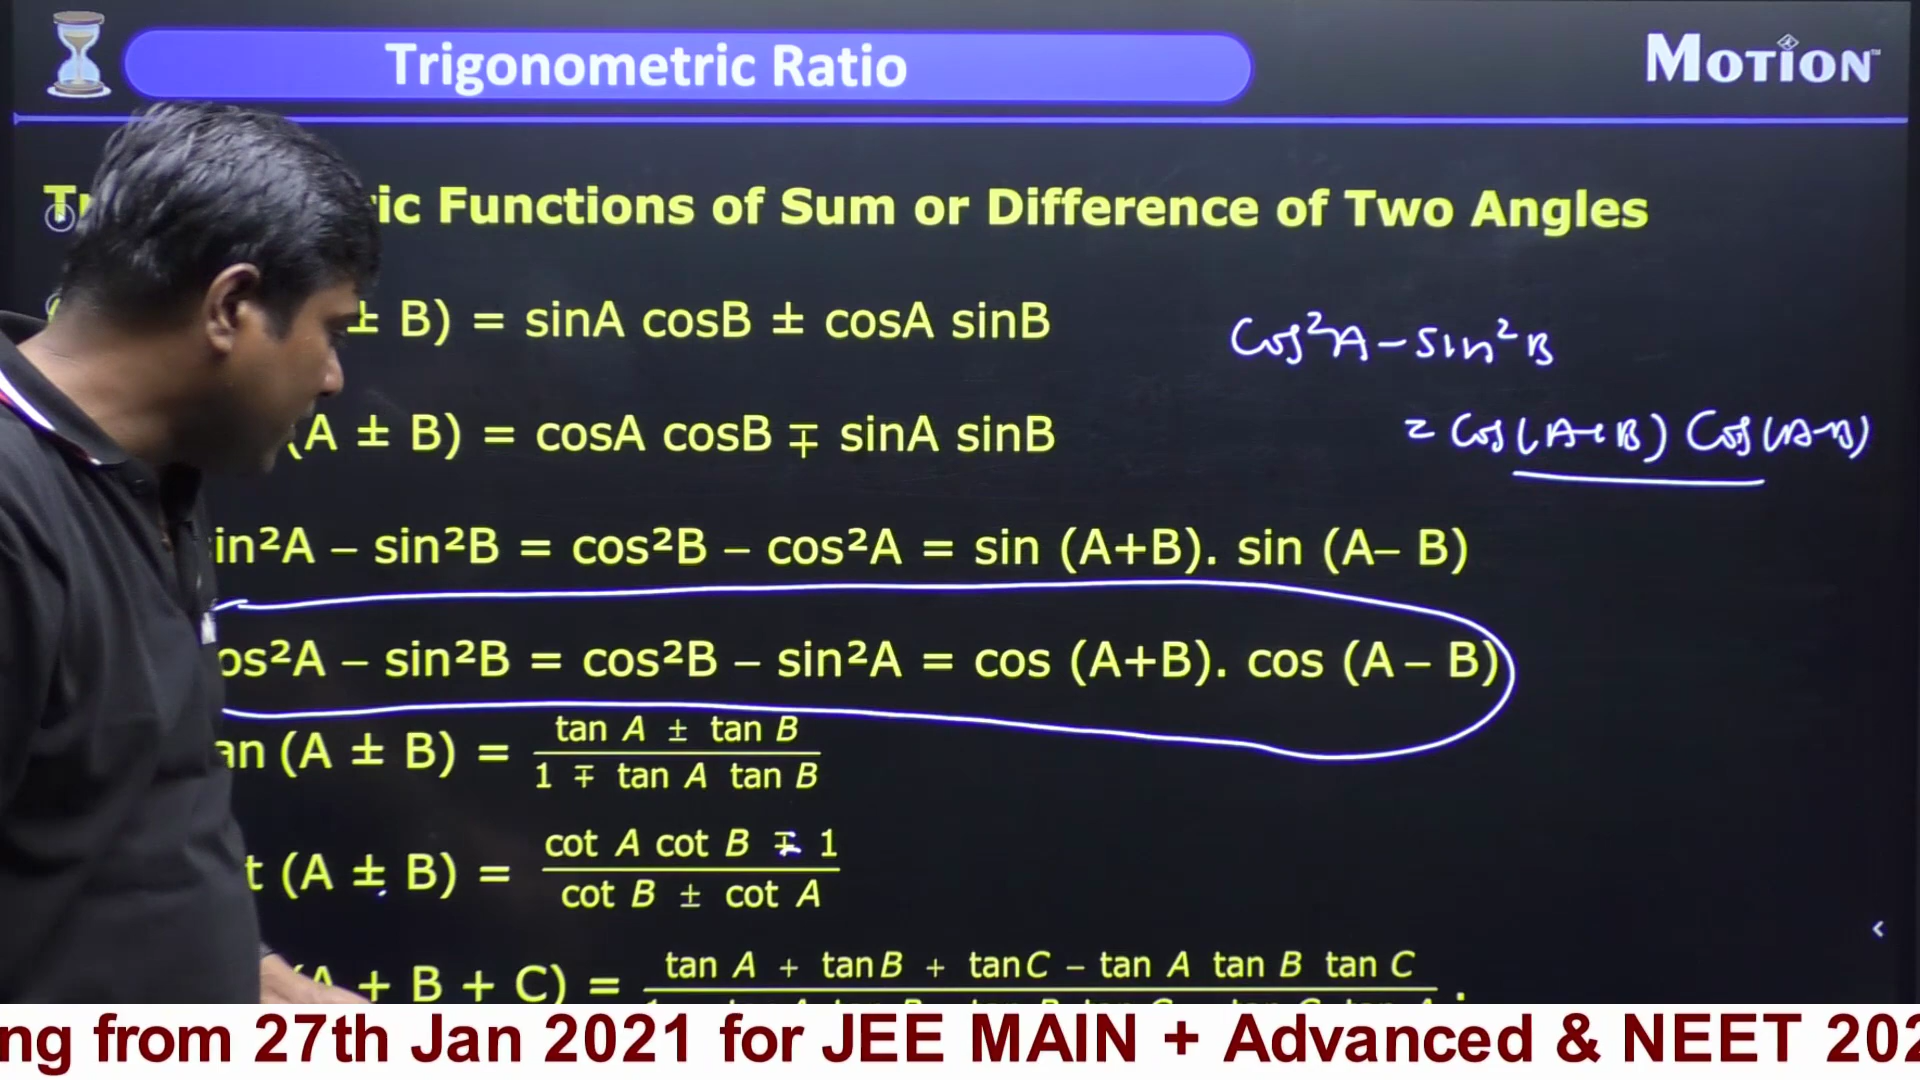 Trigonometric Ratio
MOTION™
ic Functions of Sum or Difference of Two Angles
± B) = sinA cosB ± cosA sinB
cos²A – sin²B
(A ± B) = cosA cosB ∓ sinA sinB
= cos(A+B) cos(A–B)
in²A – sin²B = cos²B – cos²A = sin (A+B). sin (A– B)
os²A – sin²B = cos²B – sin²A = cos (A+B). cos (A – B)
an (A ± B) = tan A ± tan B / 1 ∓ tan A tan B
t (A ± B) = cot A cot B ∓ 1 / cot B ± cot A
A + B + C) = tan A + tan B + tan C – tan A tan B tan C
ng from 27th Jan 2021 for JEE MAIN + Advanced & NEET 202